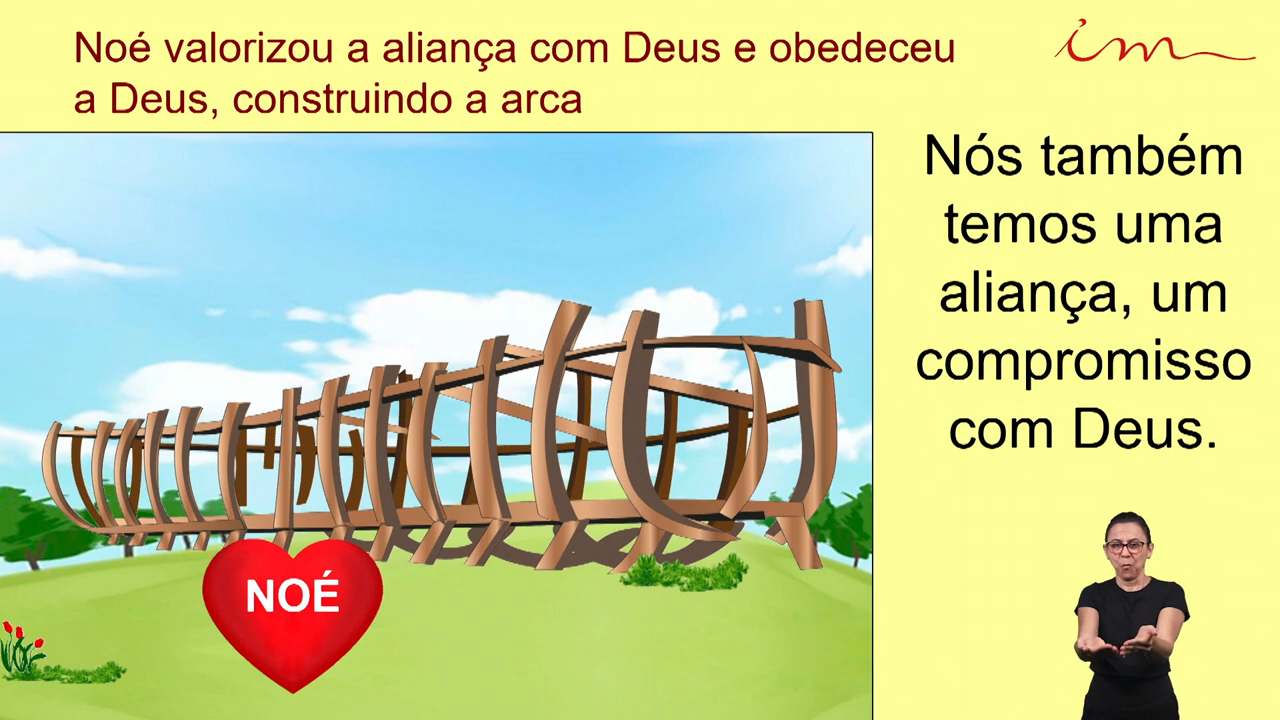 Noé valorizou a aliança com Deus e obedeceu
a Deus, construindo a arca
im
Nós também
temos uma
aliança, um
compromisso
com Deus.
NOÉ